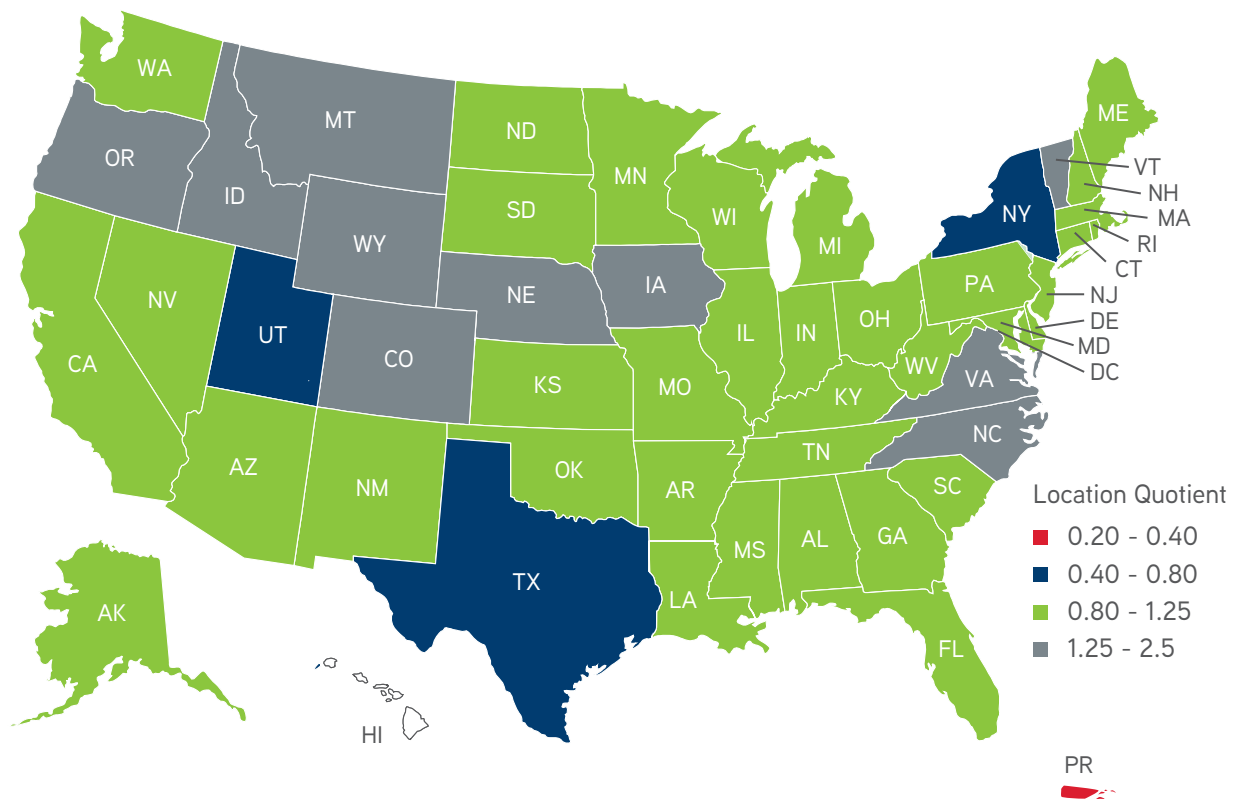 WA
MT
ND
ME
OR
MN
VT
ID
SD
WI
NH
NY
MA
WY
MI
RI
CT
NV
NE
IA
PA
NJ
UT
IL
IN
OH
DE
MD
CA
CO
WV
DC
VA
KS
MO
KY
NC
TN
AZ
OK
NM
AR
SC
Location Quotient
0.20 - 0.40
MS
AL
GA
0.40 - 0.80
TX
LA
0.80 - 1.25
AK
FL
1.25 - 2.5
HI
PR